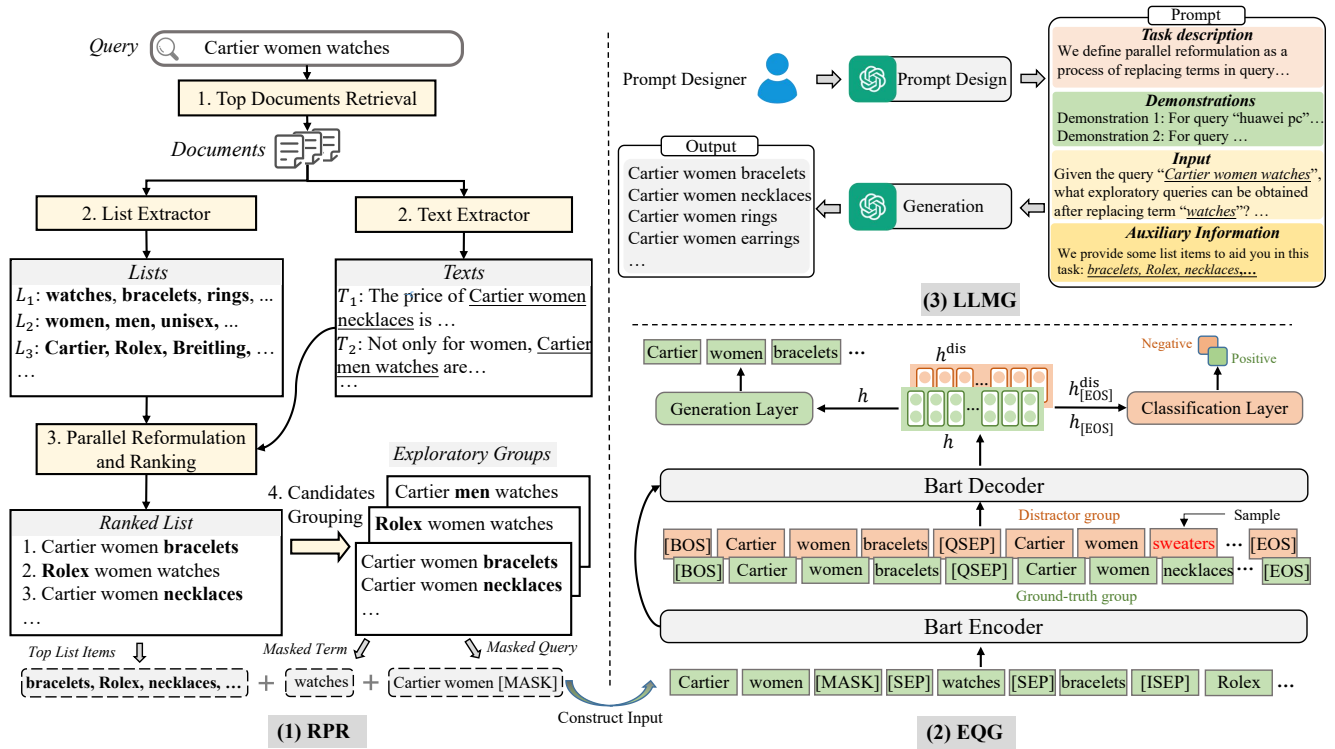 Query
Cartier women watches
1. Top Documents Retrieval
Documents
2. List Extractor
2. Text Extractor
Lists
L1: watches, bracelets, rings, ...
L2: women, men, unisex, ...
L3: Cartier, Rolex, Breitling, ...
...
Texts
T1: The price of Cartier women
necklaces is ...
T2: Not only for women, Cartier
men watches are...
...
3. Parallel Reformulation
and Ranking
Ranked List
1. Cartier women bracelets
2. Rolex women watches
3. Cartier women necklaces
...
4. Candidates
Grouping
Exploratory Groups
Cartier men watches
Rolex women watches
Cartier women bracelets
Cartier women necklaces
...
Top List Items
Masked Term
Masked Query
bracelets, Rolex, necklaces, ...
+
watches
+
Cartier women [MASK]
Construct Input
(1) RPR
Prompt Designer
Prompt Design
Prompt
Task description
We define parallel reformulation as a
process of replacing terms in query...
Demonstrations
Demonstration 1: For query “huawei pc”...
Demonstration 2: For query ...
Input
Given the query “Cartier women watches”,
what exploratory queries can be obtained
after replacing term “watches”? ...
Auxiliary Information
We provide some list items to aid you in this
task: bracelets, Rolex, necklaces,...
Generation
Output
Cartier women bracelets
Cartier women necklaces
Cartier women rings
Cartier women earrings
...
(3) LLMG
Cartier women bracelets ...
Generation Layer
h
h^dis
...
...
h
h^dis_[EOS]
h_[EOS]
Negative
Positive
Classification Layer
Bart Decoder
Distractor group
Sample
[BOS] Cartier women bracelets [QSEP] Cartier women sweaters ... [EOS]
[BOS] Cartier women bracelets [QSEP] Cartier women necklaces ... [EOS]
Ground-truth group
Bart Encoder
Cartier women [MASK] [SEP] watches [SEP] bracelets [ISEP] Rolex ...
(2) EQG